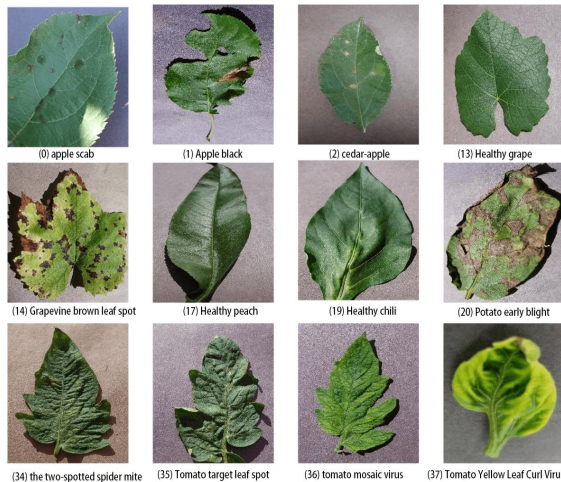 (0) apple scab
(1) Apple black
(2) cedar-apple
(13) Healthy grape
(14) Grapevine brown leaf spot
(17) Healthy peach
(19) Healthy chili
(20) Potato early blight
(34) the two-spotted spider mite
(35) Tomato target leaf spot
(36) tomato mosaic virus
(37) Tomato Yellow Leaf Curl Viru